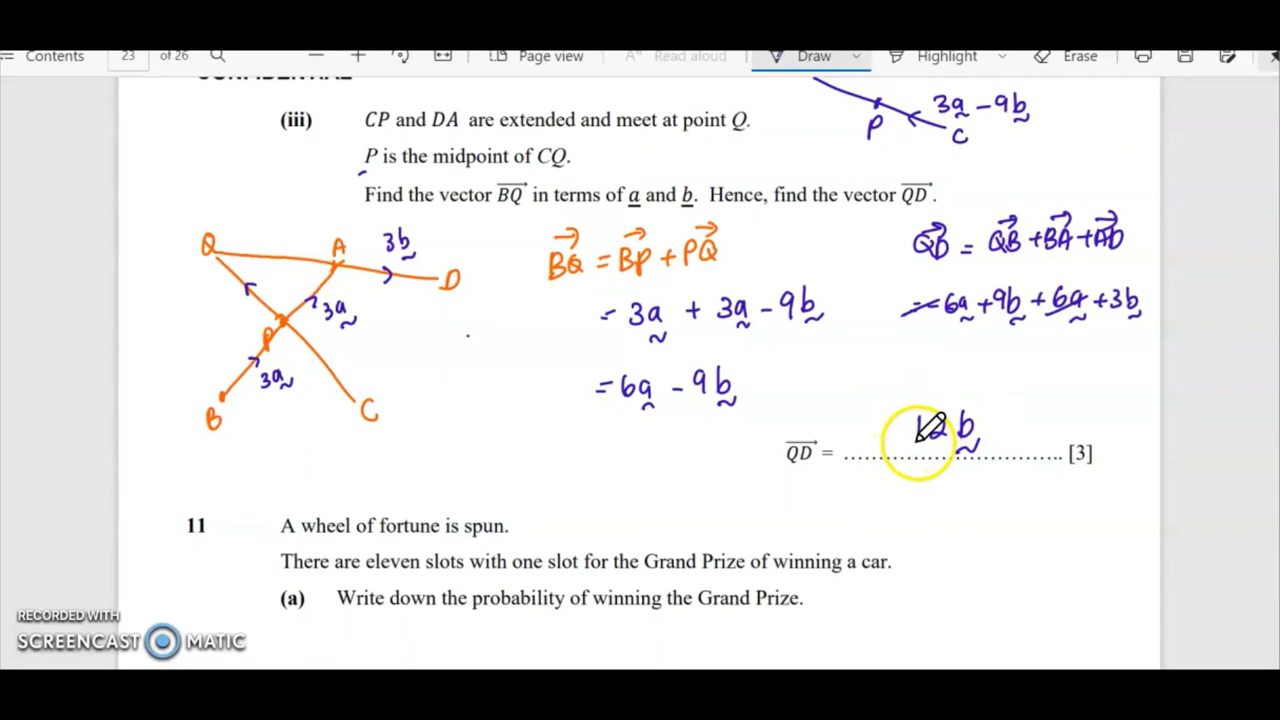 Contents 23 of 26 Page view Read aloud Draw Highlight Erase
CONFIDENTIAL
3a - 9b
P
C
(iii) CP and DA are extended and meet at point Q.
P is the midpoint of CQ.
Find the vector BQ in terms of a and b. Hence, find the vector QD.
Q
A
3b
D
P
3a
3a
B
C
BQ = BP + PQ
= 3a + 3a - 9b
= 6a - 9b
QD = QB + BA + AD
= -6a + 9b + 6a + 3b
12b
QD = .......................................... [3]
11 A wheel of fortune is spun.
There are eleven slots with one slot for the Grand Prize of winning a car.
(a) Write down the probability of winning the Grand Prize.
RECORDED WITH
SCREENCAST MATIC